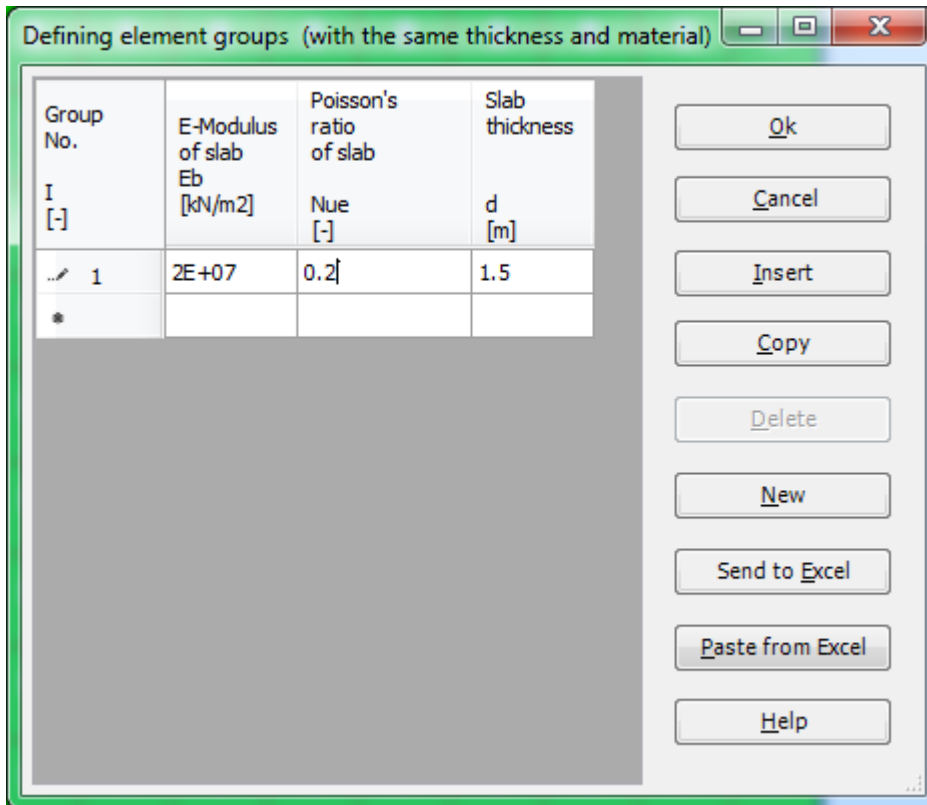 Defining element groups (with the same thickness and material)
Group
No.
I
[-]
E-Modulus
of slab
Eb
[kN/m2]
Poisson's
ratio
of slab
Nue
[-]
Slab
thickness
d
[m]
1 2E+07 0.2 1.5
Ok
Cancel
Insert
Copy
Delete
New
Send to Excel
Paste from Excel
Help